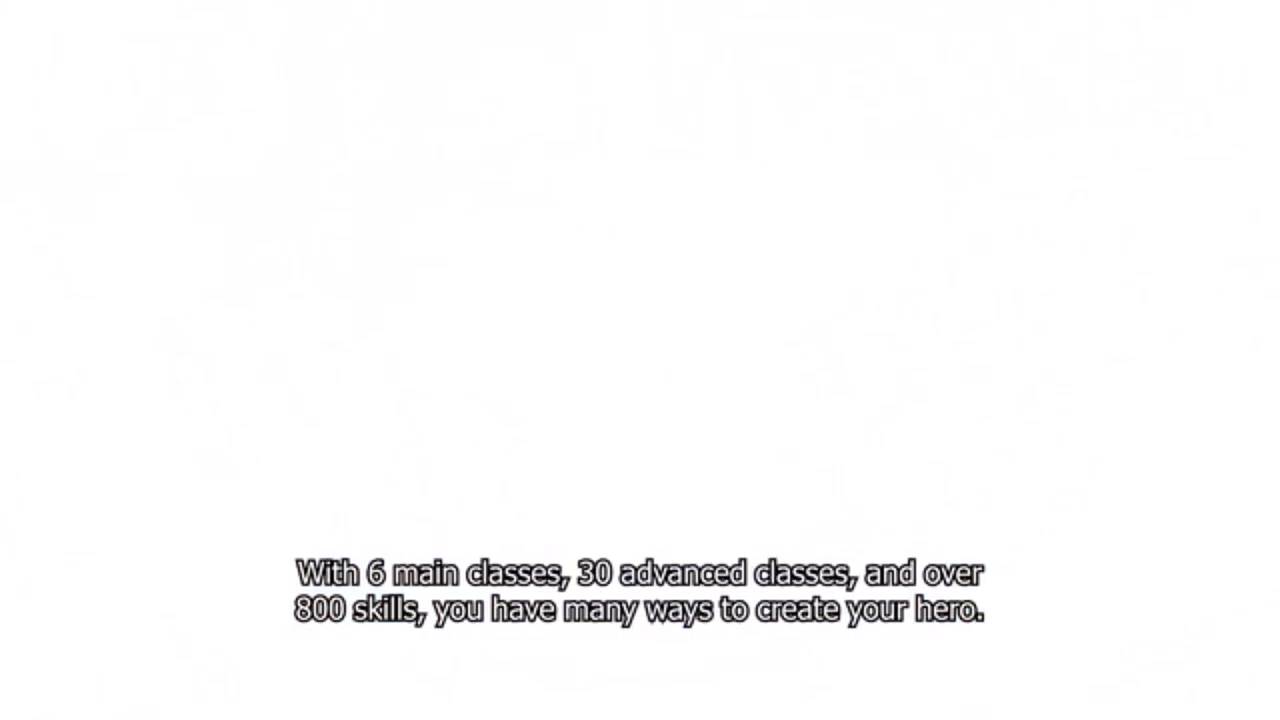 With 6 main classes, 30 advanced classes, and over
800 skills, you have many ways to create your hero.